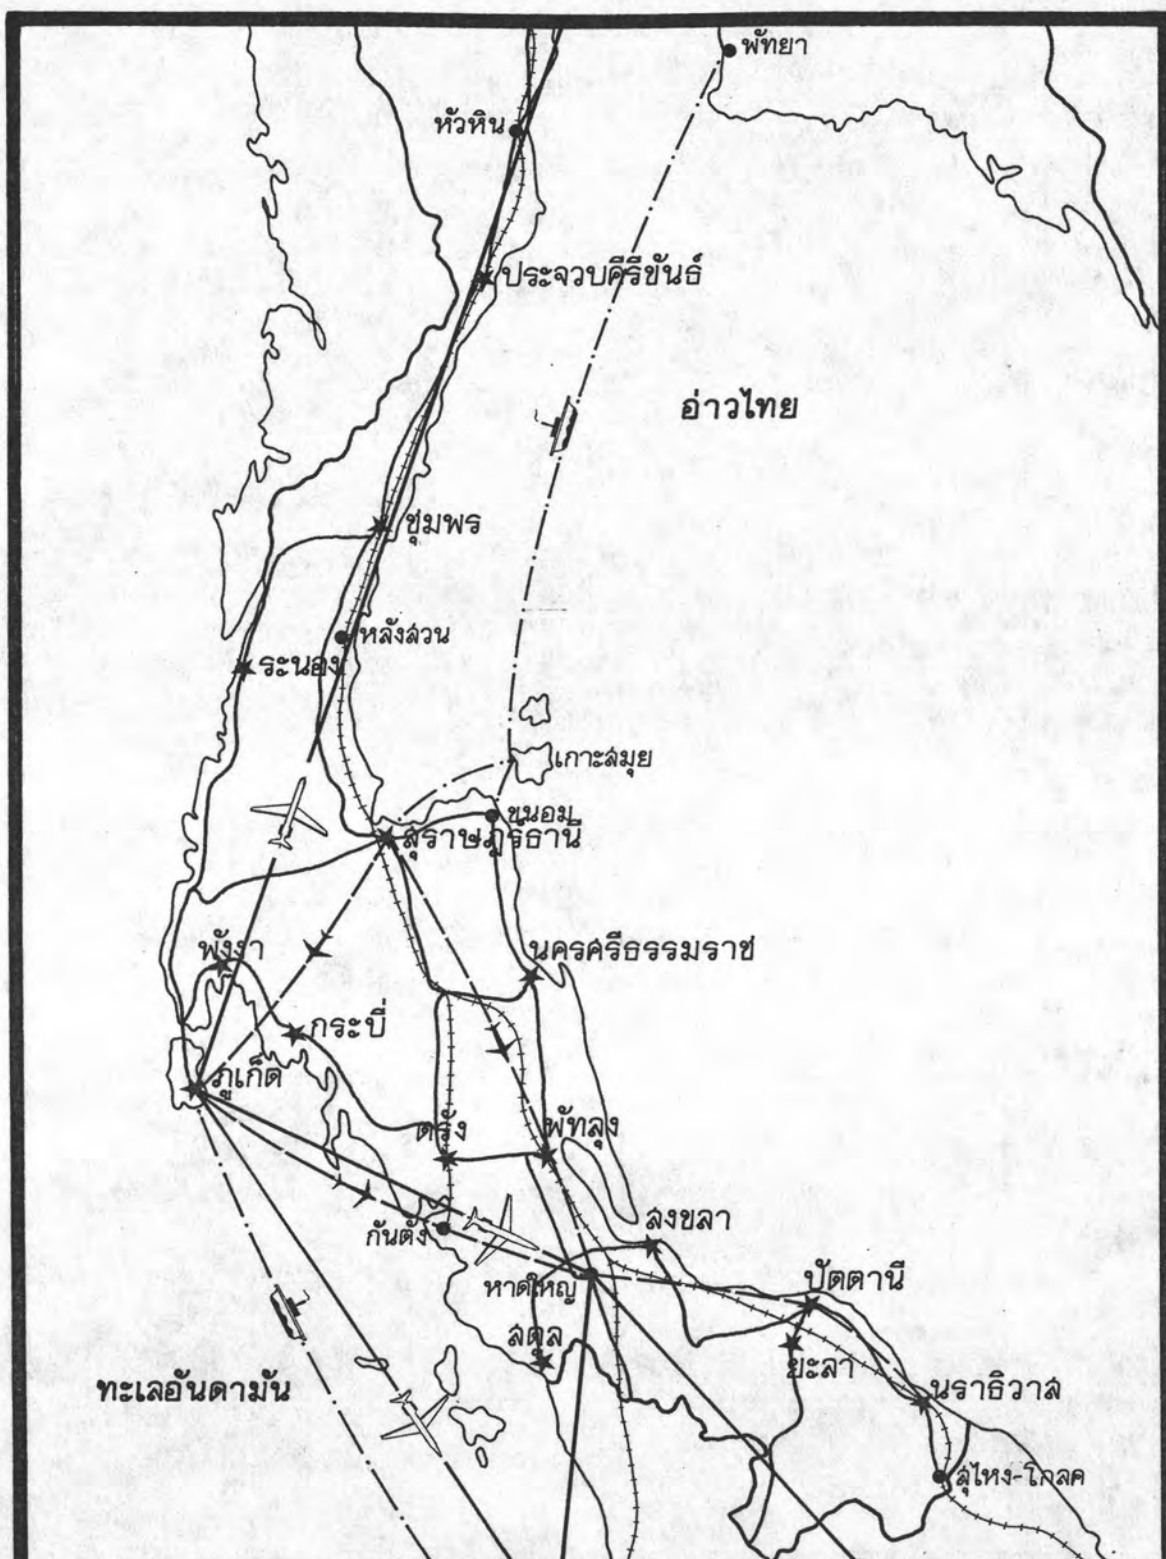 พัทยา
หัวหิน
ประจวบคีรีขันธ์
อ่าวไทย
ชุมพร
หลังสวน
ระนอง
เกาะสมุย
ขนอม
สุราษฎร์ธานี
พังงา
นครศรีธรรมราช
กระบี่
ภูเก็ต
ตรัง
พัทลุง
สงขลา
กันตัง
หาดใหญ่
ปัตตานี
สตูล
ยะลา
ทะเลอันดามัน
นราธิวาส
สุไหง-โกลค